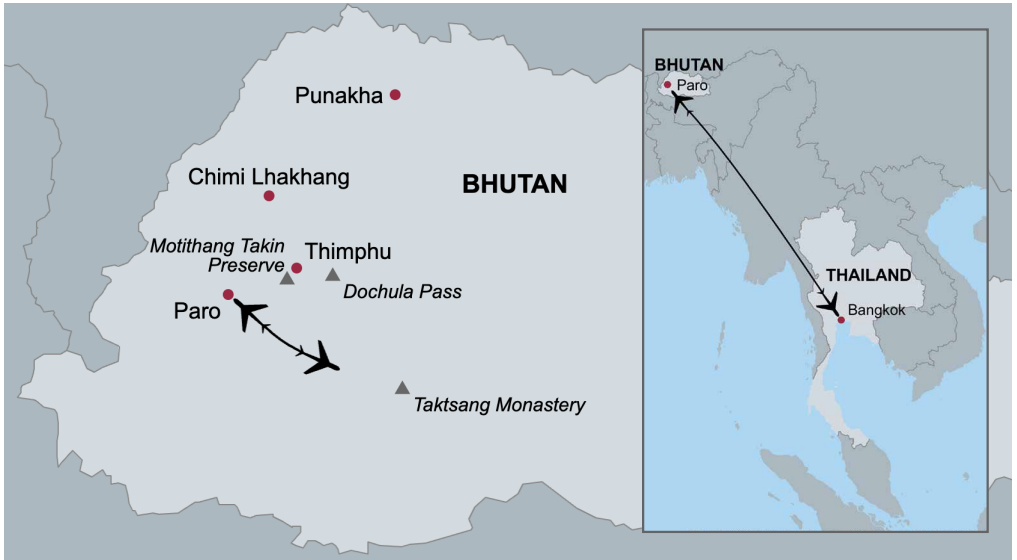 Punakha
Chimi Lhakhang
BHUTAN
Motithang Takin
Preserve
Thimphu
Dochula Pass
Paro
Taktsang Monastery
BHUTAN
Paro
THAILAND
Bangkok